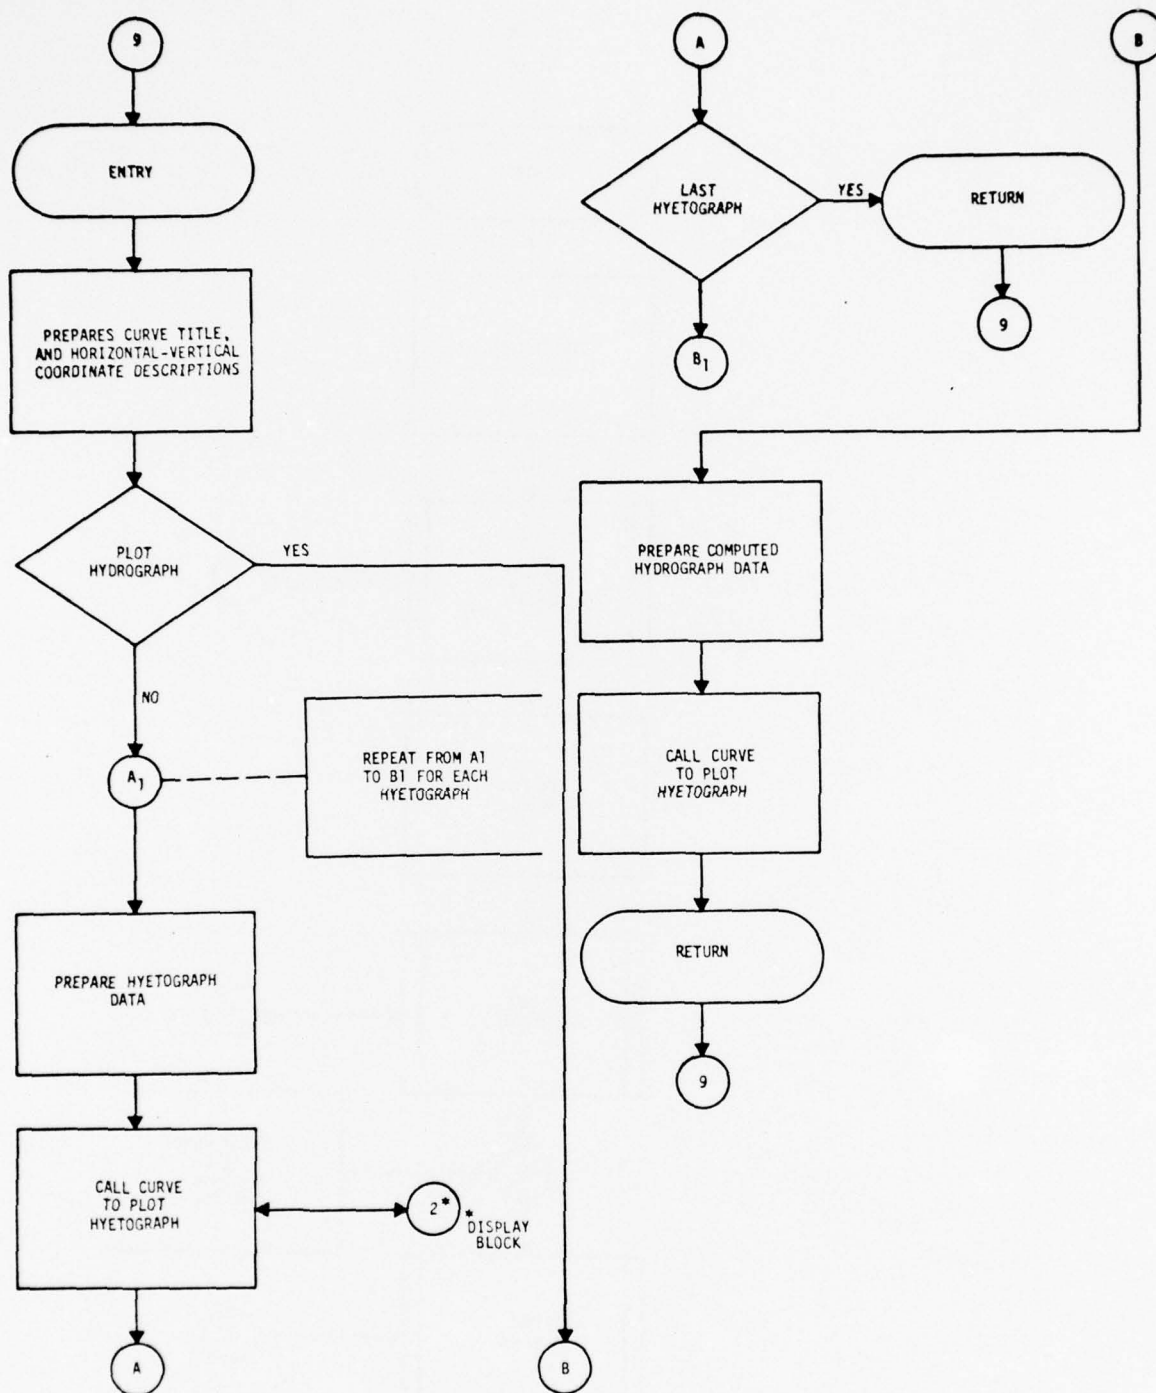 9
ENTRY
PREPARES CURVE TITLE,
AND HORIZONTAL-VERTICAL
COORDINATE DESCRIPTIONS
PLOT
HYDROGRAPH
YES
NO
A1
REPEAT FROM A1
TO B1 FOR EACH
HYETOGRAPH
PREPARE HYETOGRAPH
DATA
CALL CURVE
TO PLOT
HYETOGRAPH
2*
*
DISPLAY
BLOCK
A
B
A
LAST
HYETOGRAPH
YES
RETURN
9
B1
B
PREPARE COMPUTED
HYDROGRAPH DATA
CALL CURVE
TO PLOT
HYETOGRAPH
RETURN
9